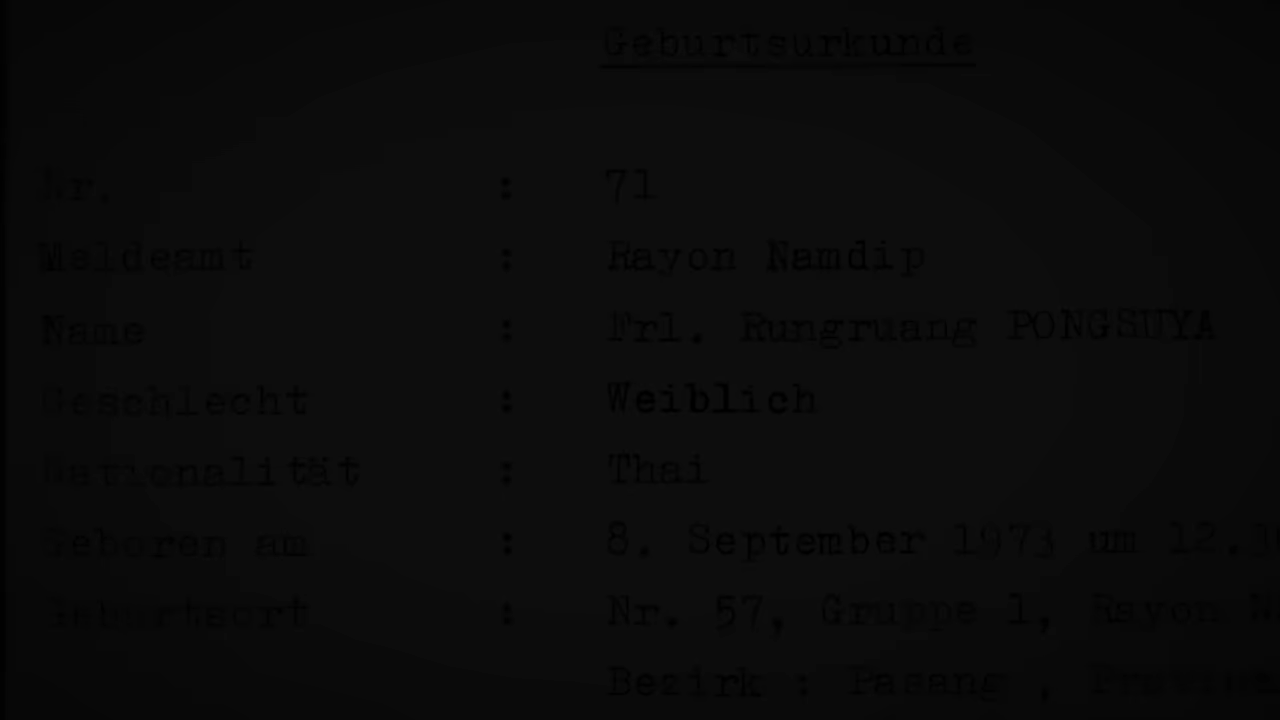 Geburtsurkunde
Nr. : 71
Meldeamt : Rayon Namdip
Name : Frl. Rungruang PONGSUYA
Geschlecht : Weiblich
Nationalität : Thai
Geboren am : 8. September 1973 um
Geburtsort : Nr. 57, Gruppe 1, Rayon
Bezirk : Pasang ,